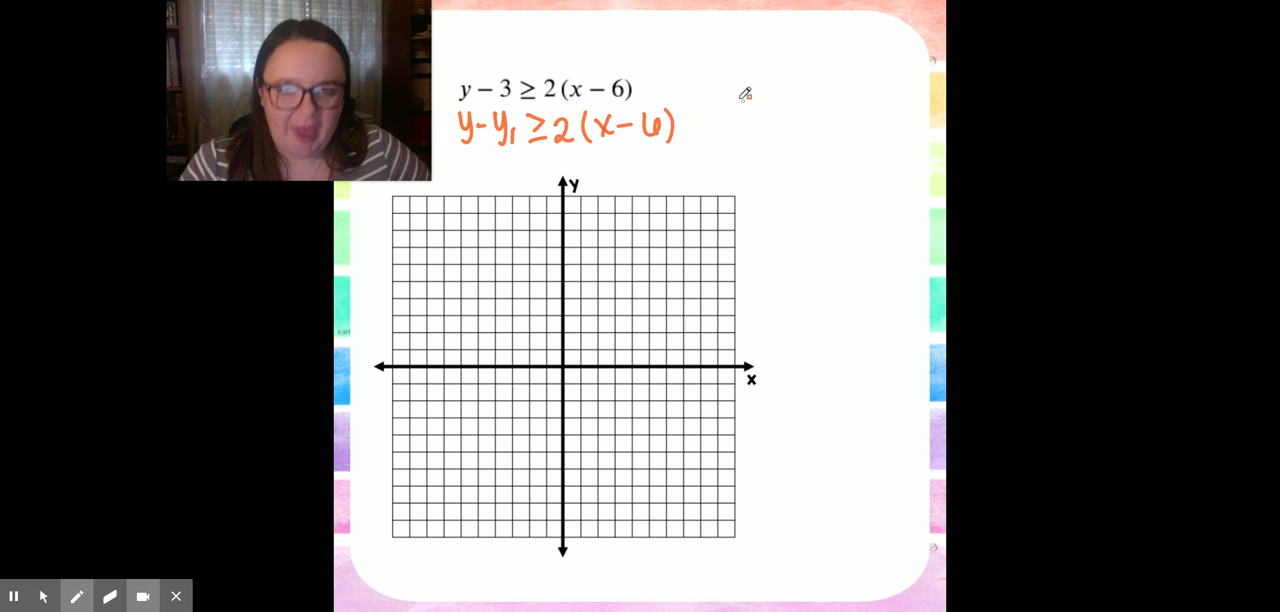 y − 3 ≥ 2 (x − 6)
y - y₁ ≥ 2 (x - 6)
y
x